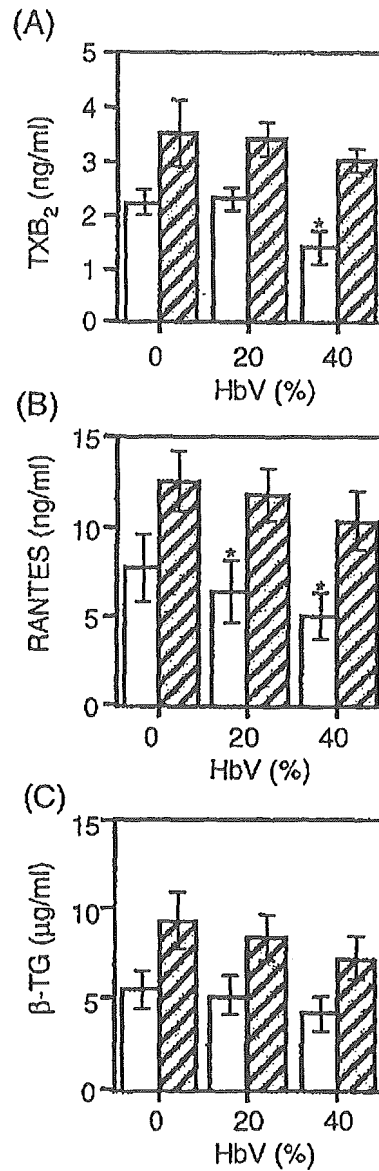 (A)
TXB2 (ng/ml)
5
4
3
2
1
0
*
0 20 40
HbV (%)
(B)
RANTES (ng/ml)
15
10
5
0
* *
0 20 40
HbV (%)
(C)
β-TG (μg/ml)
15
10
5
0
0 20 40
HbV (%)